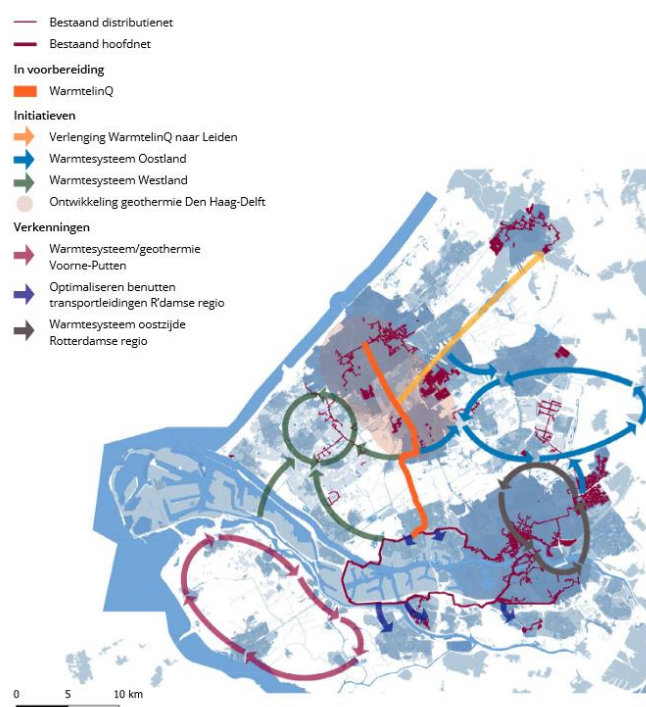 Bestaand distributienet
Bestaand hoofdnet
In voorbereiding
WarmtelinQ
Initiatieven
Verlenging WarmtelinQ naar Leiden
Warmtesysteem Oostland
Warmtesysteem Westland
Ontwikkeling geothermie Den Haag-Delft
Verkenningen
Warmtesysteem/geothermie
Voorne-Putten
Optimaliseren benutten
transportleidingen R'damse regio
Warmtesysteem oostzijde
Rotterdamse regio
0 5 10 km